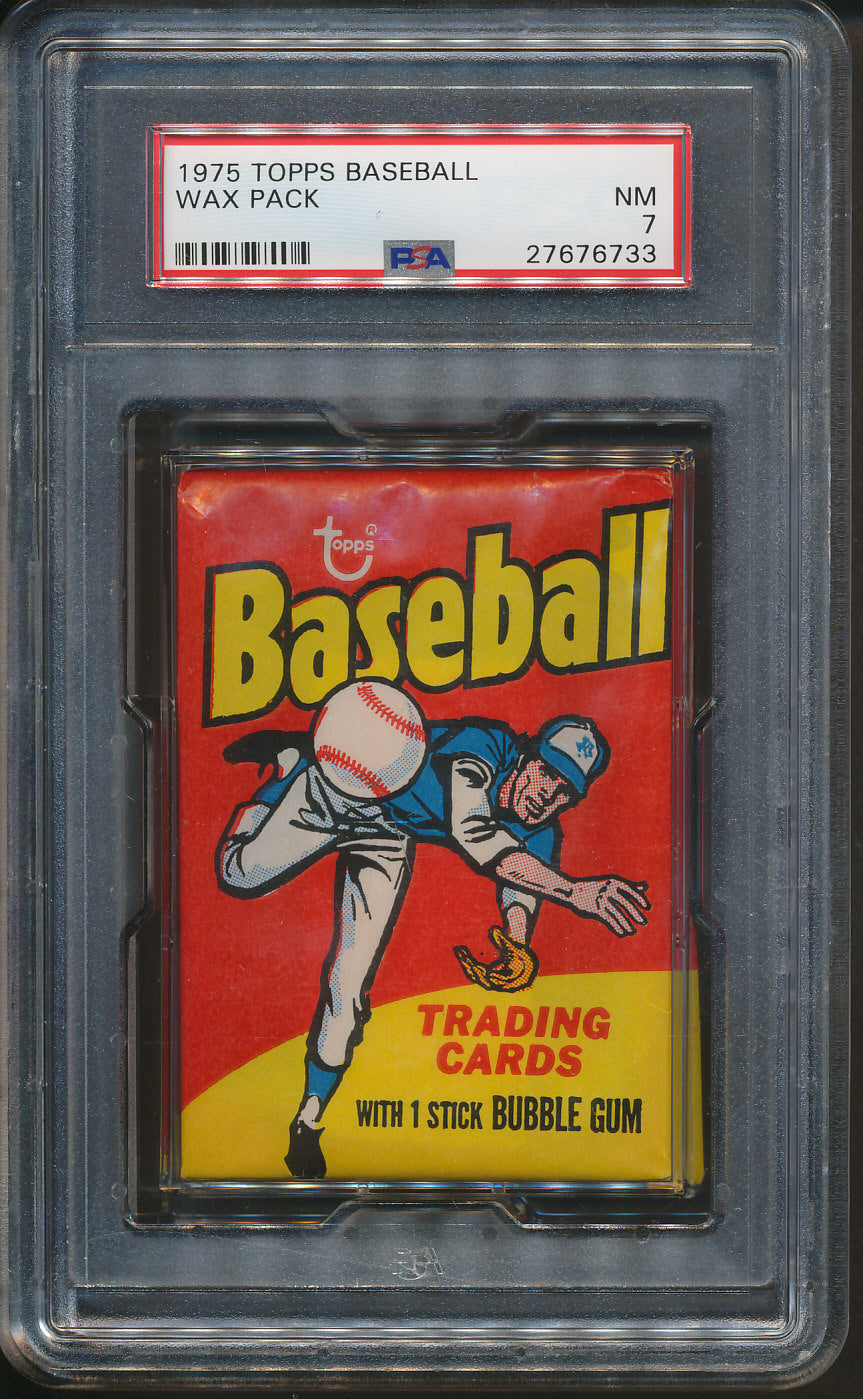 1975 TOPPS BASEBALL
WAX PACK
NM
7
PSA
27676733
topps®
Baseball
TRADING
CARDS
WITH 1 STICK BUBBLE GUM